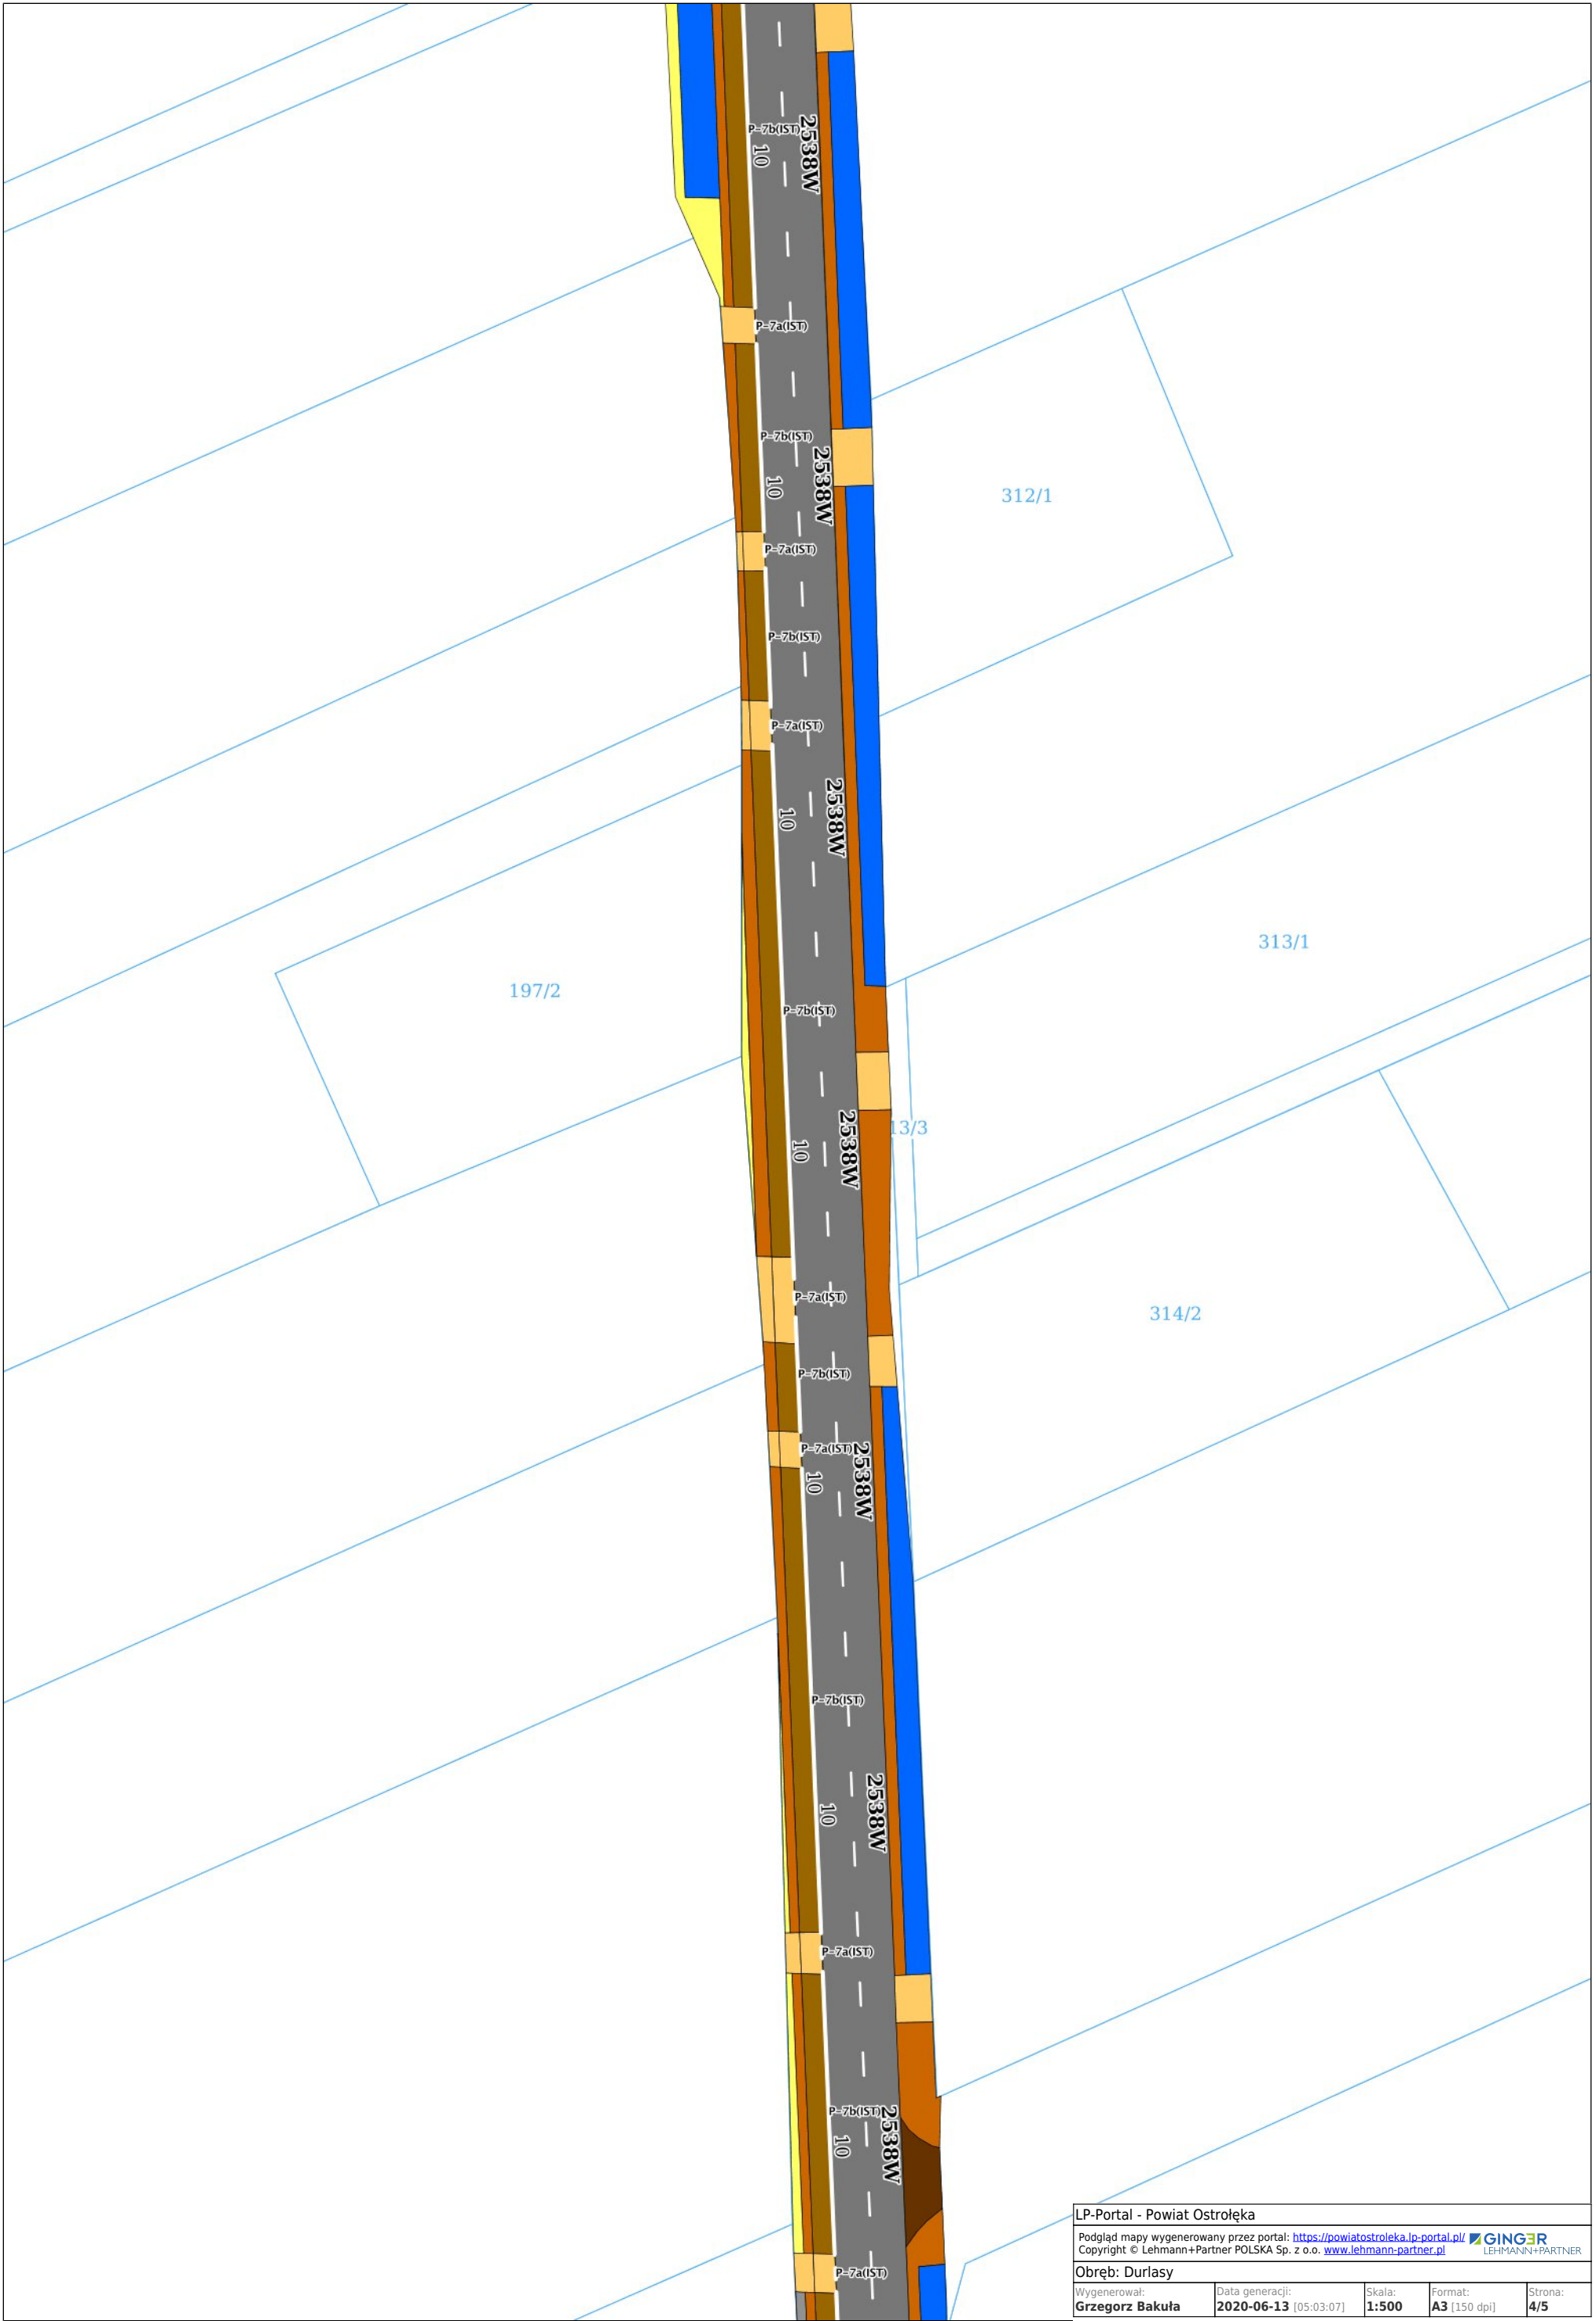 P-7b(IST)
2538W
10
P-7a(IST)
P-7b(IST)
2538W
10
312/1
P-7a(IST)
P-7b(IST)
P-7a(IST)
2538W
10
313/1
197/2
P-7b(IST)
13/3
2538W
10
P-7a(IST)
314/2
P-7b(IST)
P-7a(IST)
2538W
10
P-7b(IST)
2538W
10
P-7a(IST)
P-7b(IST)
2538W
10
P-7a(IST)
LP-Portal - Powiat Ostrołęka
Podgląd mapy wygenerowany przez portal: https://powiatostroleka.lp-portal.pl/
Copyright © Lehmann+Partner POLSKA Sp. z o.o. www.lehmann-partner.pl
GINGER
LEHMANN+PARTNER
Obręb: Durlasy
Wygenerował: Data generacji: Skala: Format: Strona:
Grzegorz Bakuła 2020-06-13 [05:03:07] 1:500 A3 [150 dpi] 4/5